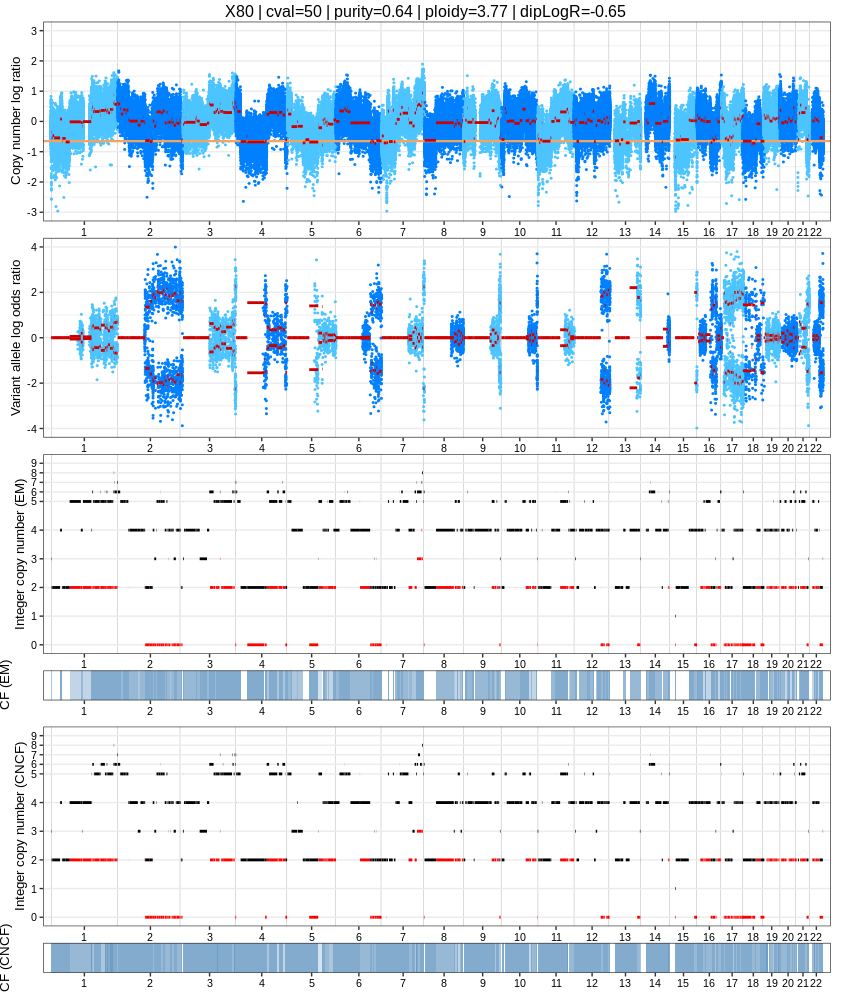 X80 | cval=50 | purity=0.64 | ploidy=3.77 | dipLogR=-0.65
Copy number log ratio
3
2
1
0
-1
-2
-3
1 2 3 4 5 6 7 8 9 10 11 12 13 14 15 16 17 18 19 20 21 22
Variant allele log odds ratio
4
2
0
-2
-4
1 2 3 4 5 6 7 8 9 10 11 12 13 14 15 16 17 18 19 20 21 22
Integer copy number (EM)
9
8
7
6
5
4
3
2
1
0
1 2 3 4 5 6 7 8 9 10 11 12 13 14 15 16 17 18 19 20 21 22
CF (EM)
1 2 3 4 5 6 7 8 9 10 11 12 13 14 15 16 17 18 19 20 21 22
Integer copy number (CNCF)
9
8
7
6
5
4
3
2
1
0
1 2 3 4 5 6 7 8 9 10 11 12 13 14 15 16 17 18 19 20 21 22
CF (CNCF)
1 2 3 4 5 6 7 8 9 10 11 12 13 14 15 16 17 18 19 20 21 22